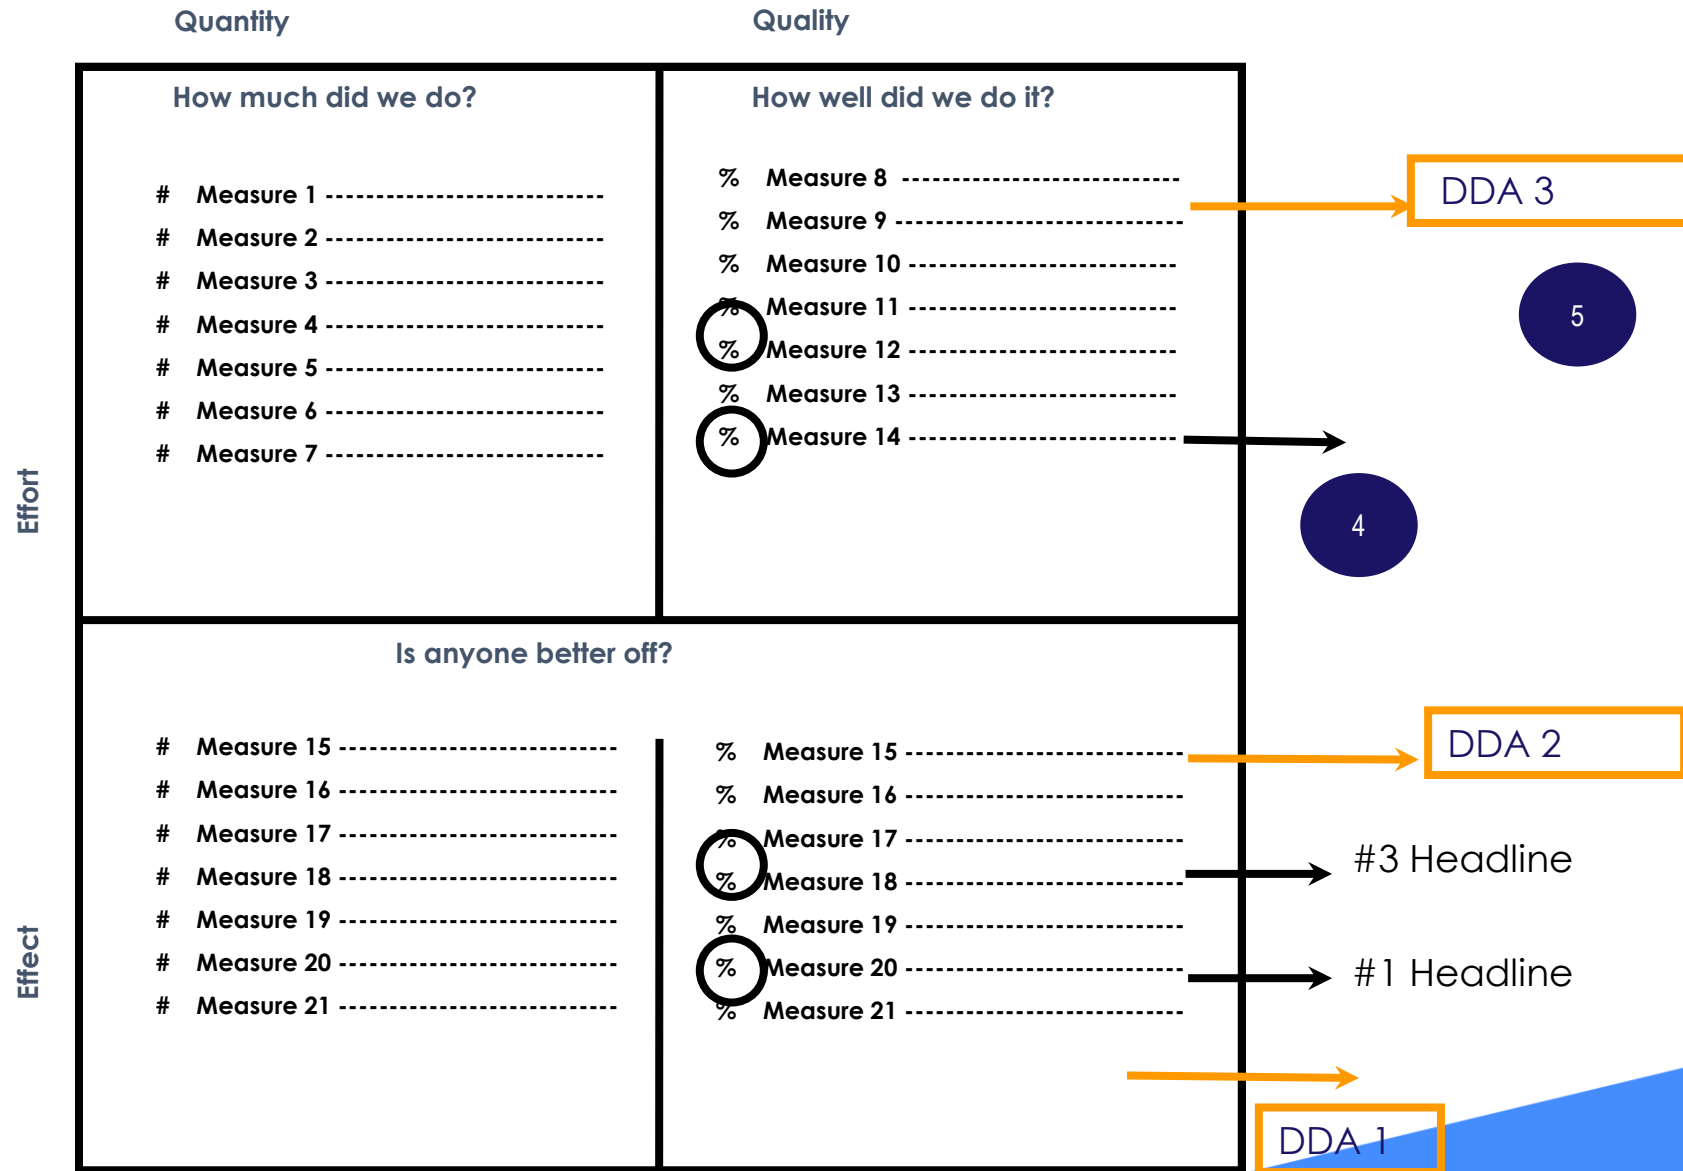 Quantity
Quality
How much did we do?
# Measure 1 ----------------------------
# Measure 2 ----------------------------
# Measure 3 ----------------------------
# Measure 4 ----------------------------
# Measure 5 ----------------------------
# Measure 6 ----------------------------
# Measure 7 ----------------------------
How well did we do it?
% Measure 8 ----------------------------
% Measure 9 -----------------------------
% Measure 10 ---------------------------
% Measure 11 ---------------------------
% Measure 12 ---------------------------
% Measure 13 ---------------------------
% Measure 14 ---------------------------
DDA 3
5
4
Effort
Is anyone better off?
# Measure 15 ----------------------------
# Measure 16 ----------------------------
# Measure 17 ----------------------------
# Measure 18 ----------------------------
# Measure 19 ----------------------------
# Measure 20 ----------------------------
# Measure 21 ----------------------------
% Measure 15 ----------------------------
% Measure 16 ----------------------------
% Measure 17 ----------------------------
% Measure 18 ----------------------------
% Measure 19 ----------------------------
% Measure 20 ----------------------------
% Measure 21 ----------------------------
DDA 2
#3 Headline
#1 Headline
DDA 1
Effect